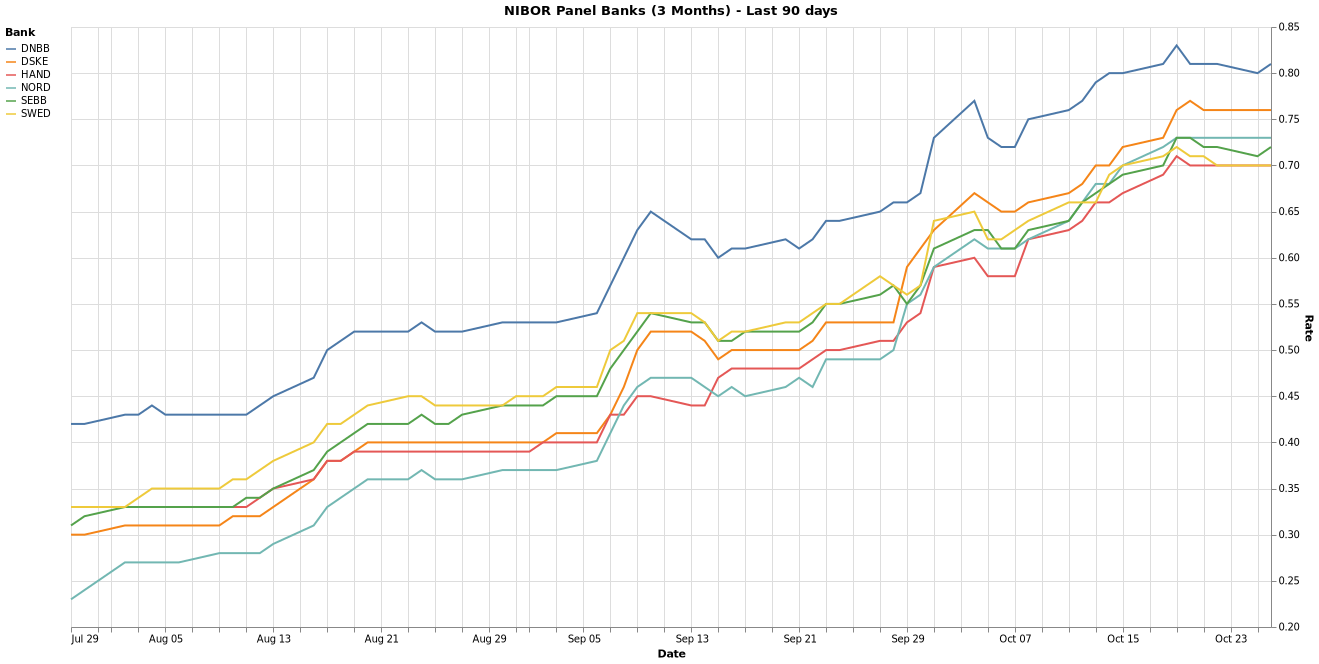 NIBOR Panel Banks (3 Months) - Last 90 days
Bank
DNBB
DSKE
HAND
NORD
SEBB
SWED
0.85
0.80
0.75
0.70
0.65
0.60
0.55
0.50
0.45
0.40
0.35
0.30
0.25
0.20
Rate
Jul 29 Aug 05 Aug 13 Aug 21 Aug 29 Sep 05 Sep 13 Sep 21 Sep 29 Oct 07 Oct 15 Oct 23
Date